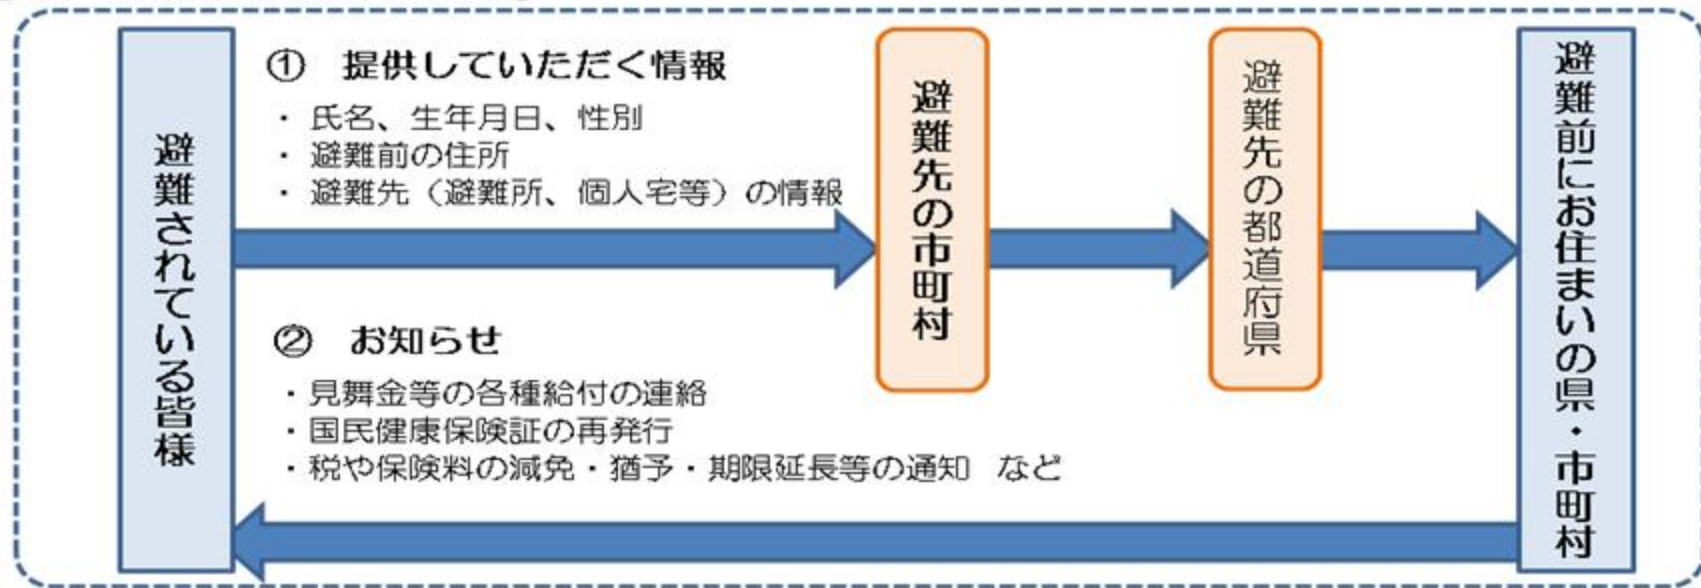 避難されている皆様
① 提供していただく情報
・ 氏名、生年月日、性別
・ 避難前の住所
・ 避難先（避難所、個人宅等）の情報
避難先の市町村
避難先の都道府県
避難前にお住まいの県・市町村
② お知らせ
・見舞金等の各種給付の連絡
・国民健康保険証の再発行
・税や保険料の減免・猶予・期限延長等の通知 など